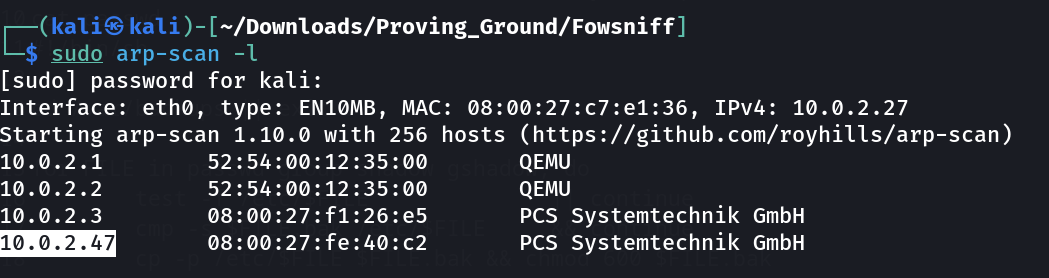 ┌──(kali㉿kali)-[~/Downloads/Proving_Ground/Fowsniff]
└─$ sudo arp-scan -l
[sudo] password for kali:
Interface: eth0, type: EN10MB, MAC: 08:00:27:c7:e1:36, IPv4: 10.0.2.27
Starting arp-scan 1.10.0 with 256 hosts (https://github.com/royhills/arp-scan)
10.0.2.1 52:54:00:12:35:00 QEMU
10.0.2.2 52:54:00:12:35:00 QEMU
10.0.2.3 08:00:27:f1:26:e5 PCS Systemtechnik GmbH
10.0.2.47 08:00:27:fe:40:c2 PCS Systemtechnik GmbH